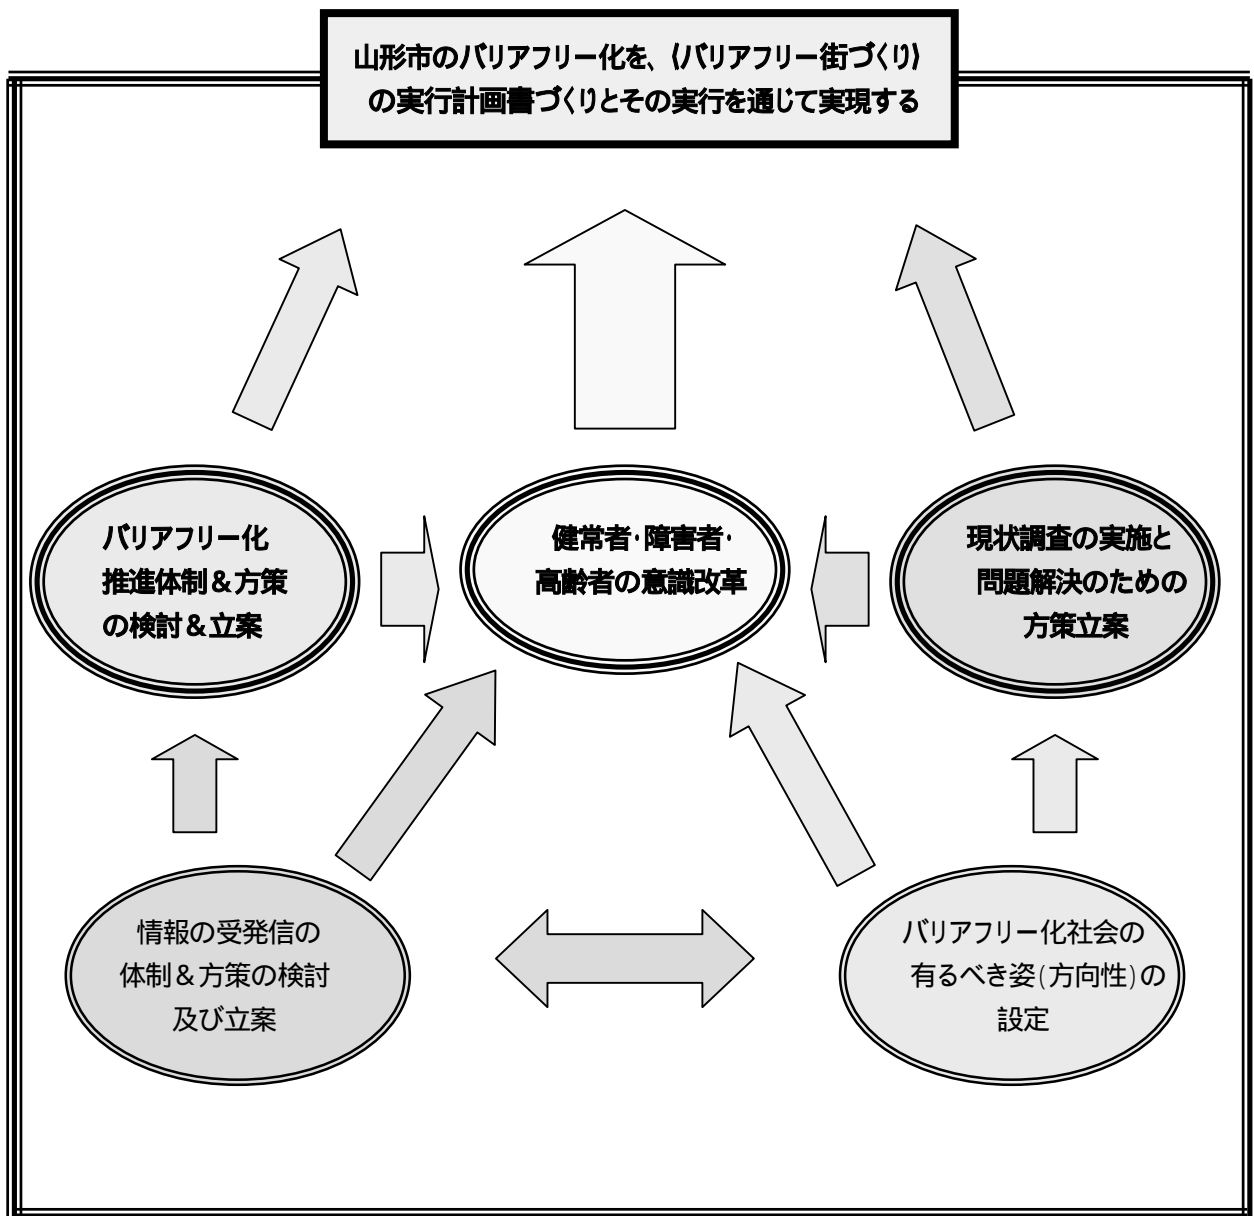 山形市のバリアフリー化を、《バリアフリー街づくり》
の実行計画書づくりとその実行を通じて実現する
バリアフリー化
推進体制＆方策
の検討＆立案
健常者・障害者・
高齢者の意識改革
現状調査の実施と
問題解決のための
方策立案
情報の受発信の
体制＆方策の検討
及び立案
バリアフリー化社会の
有るべき姿(方向性)の
設定